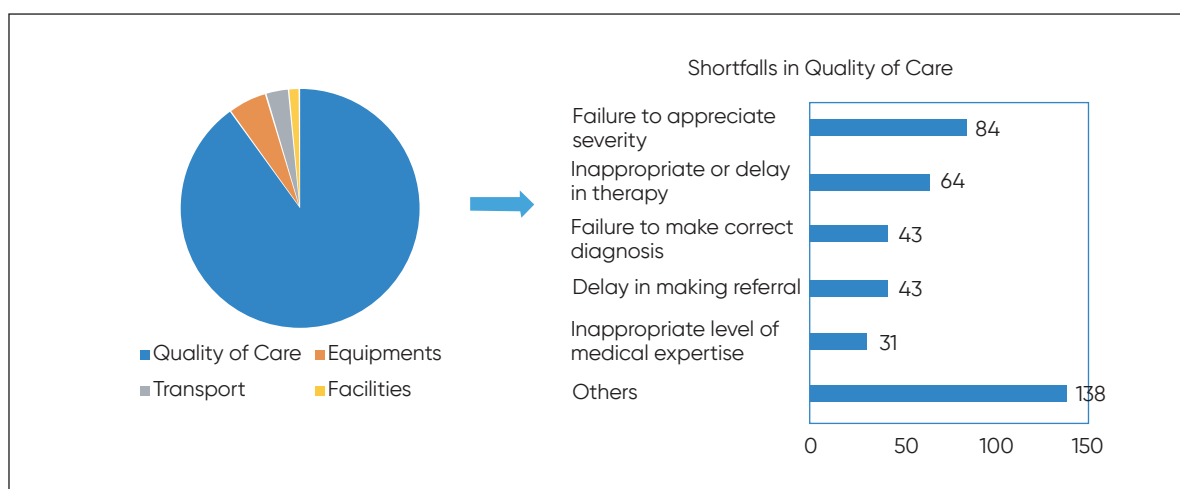 Quality of Care
Equipments
Transport
Facilities
Shortfalls in Quality of Care
Failure to appreciate
severity
84
Inappropriate or delay
in therapy
64
Failure to make correct
diagnosis
43
Delay in making referral
43
Inappropriate level of
medical expertise
31
Others
138
0 50 100 150